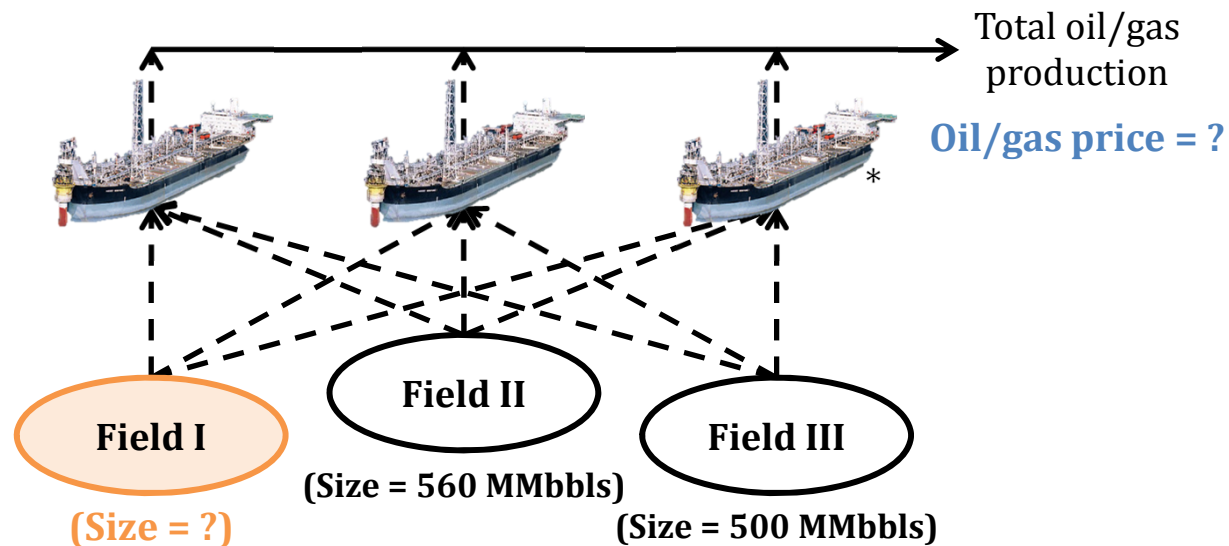 Total oil/gas
production
Oil/gas price = ?
*
Field I
Field II
Field III
(Size = ?)
(Size = 560 MMbbls)
(Size = 500 MMbbls)